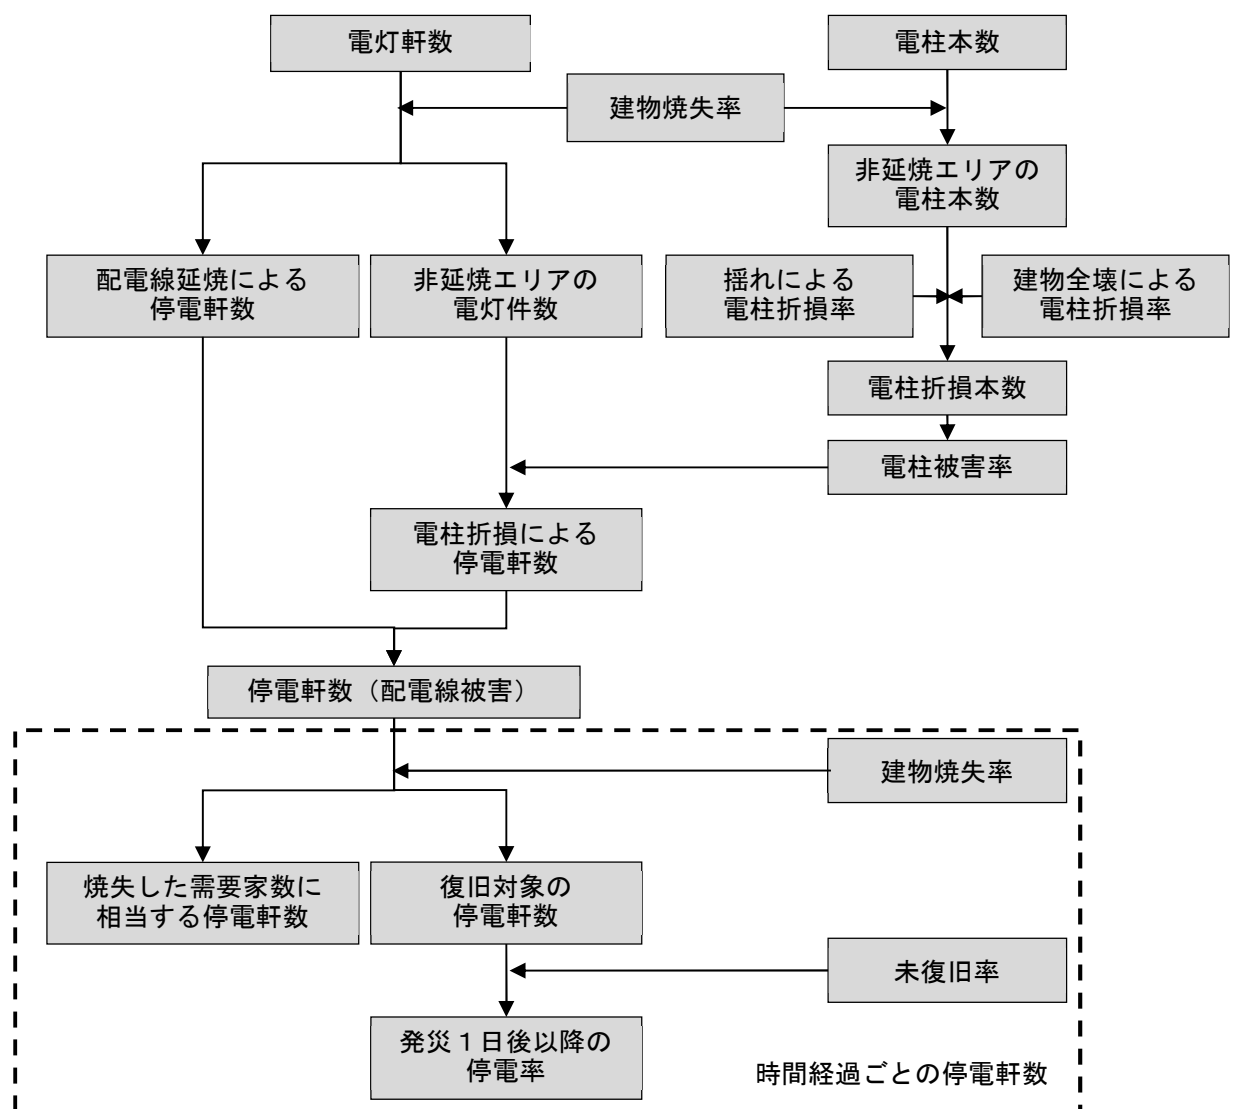 電灯軒数
電柱本数
建物焼失率
非延焼エリアの
電柱本数
配電線延焼による
停電軒数
非延焼エリアの
電灯件数
揺れによる
電柱折損率
建物全壊による
電柱折損率
電柱折損本数
電柱被害率
電柱折損による
停電軒数
停電軒数（配電線被害）
建物焼失率
焼失した需要家数に
相当する停電軒数
復旧対象の
停電軒数
未復旧率
発災１日後以降の
停電率
時間経過ごとの停電軒数